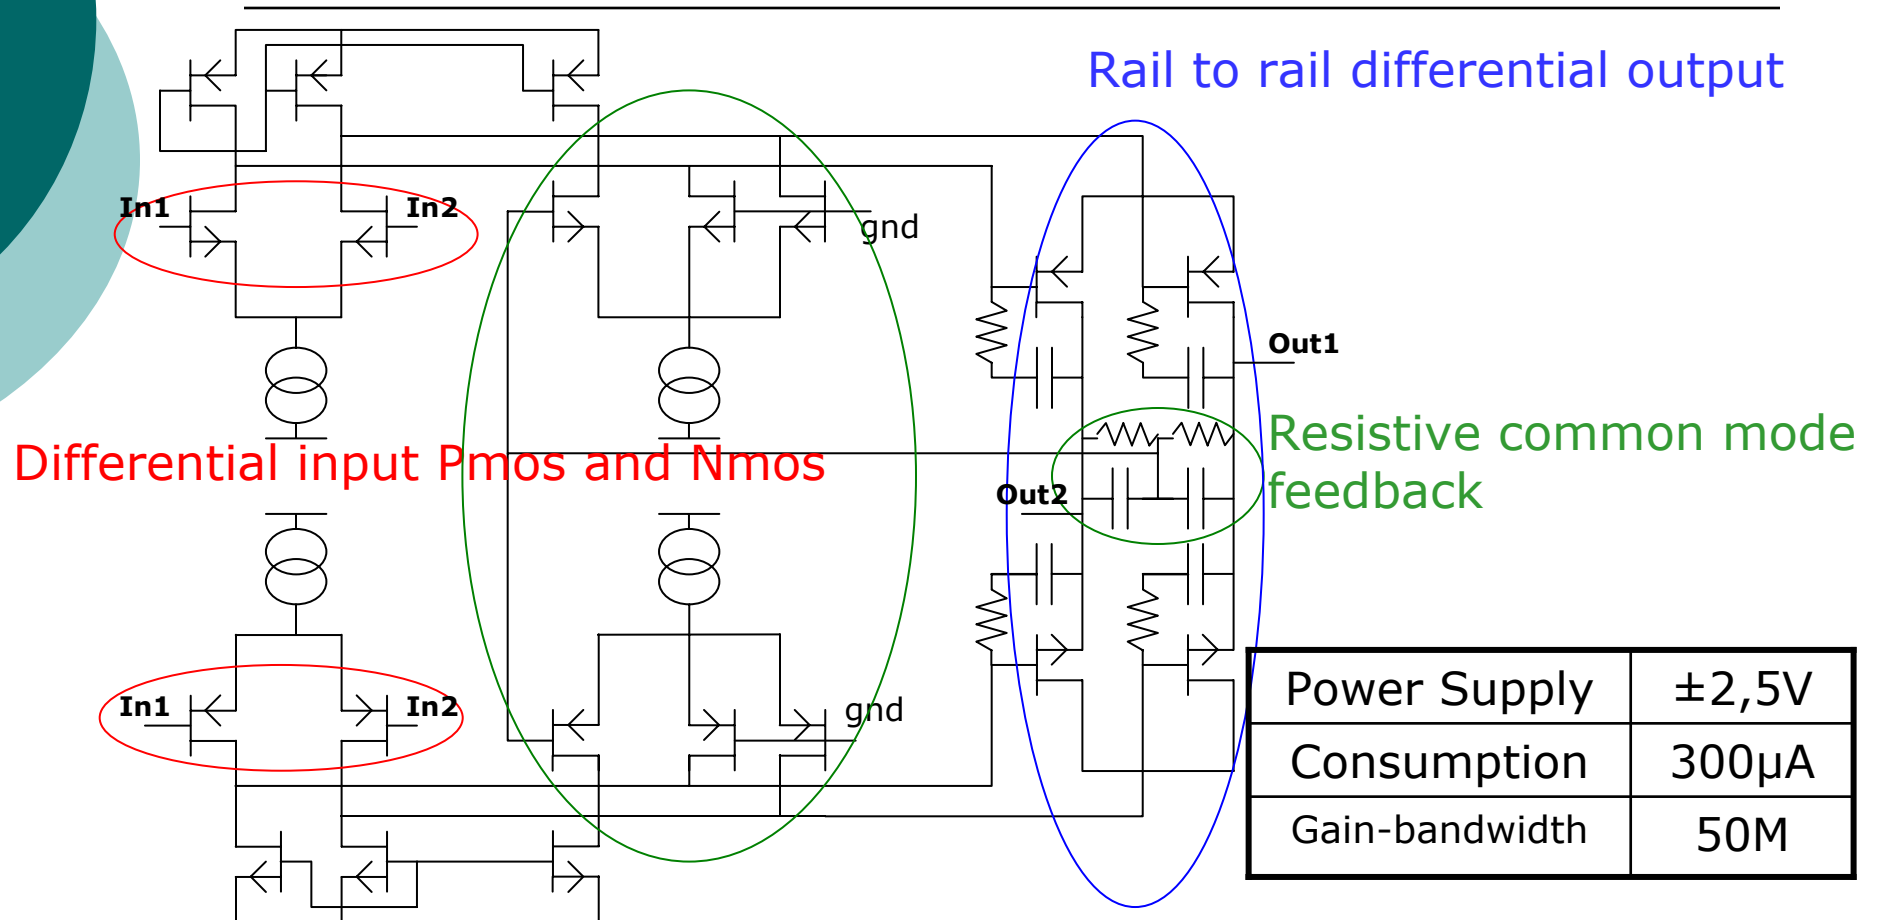 Rail to rail differential output
In1
In2
gnd
Out1
Differential input Pmos and Nmos
Resistive common mode
feedback
Out2
In1
In2
gnd
Power Supply ±2,5V
Consumption 300µA
Gain-bandwidth 50M